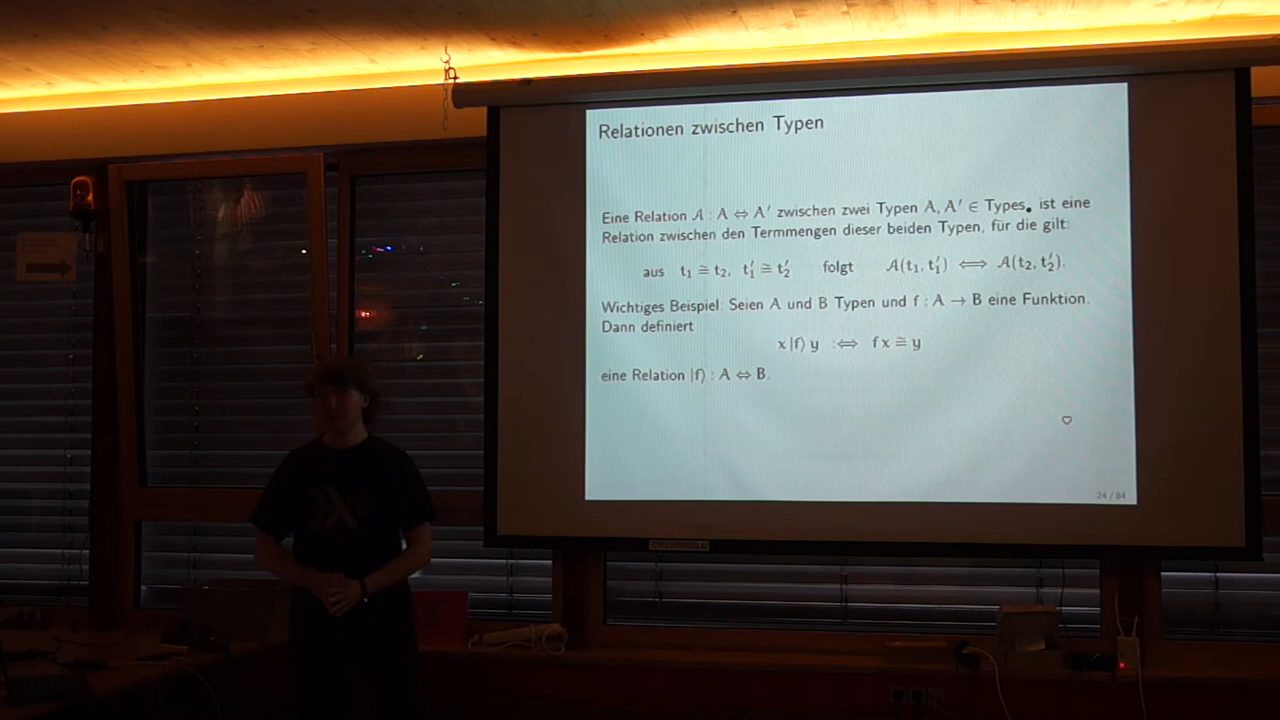 Relationen zwischen Typen
Eine Relation 𝒜 : A ⇔ A′ zwischen zwei Typen A, A′ ∈ Types• ist eine
Relation zwischen den Termmengen dieser beiden Typen, für die gilt:
aus t₁ ≅ t₂, t′₁ ≅ t′₂ folgt 𝒜(t₁, t′₁) ⟺ 𝒜(t₂, t′₂).
Wichtiges Beispiel: Seien A und B Typen und f : A → B eine Funktion.
Dann definiert
x |f⟩ y :⟺ f x ≅ y
eine Relation |f⟩ : A ⇔ B.
24 / 84